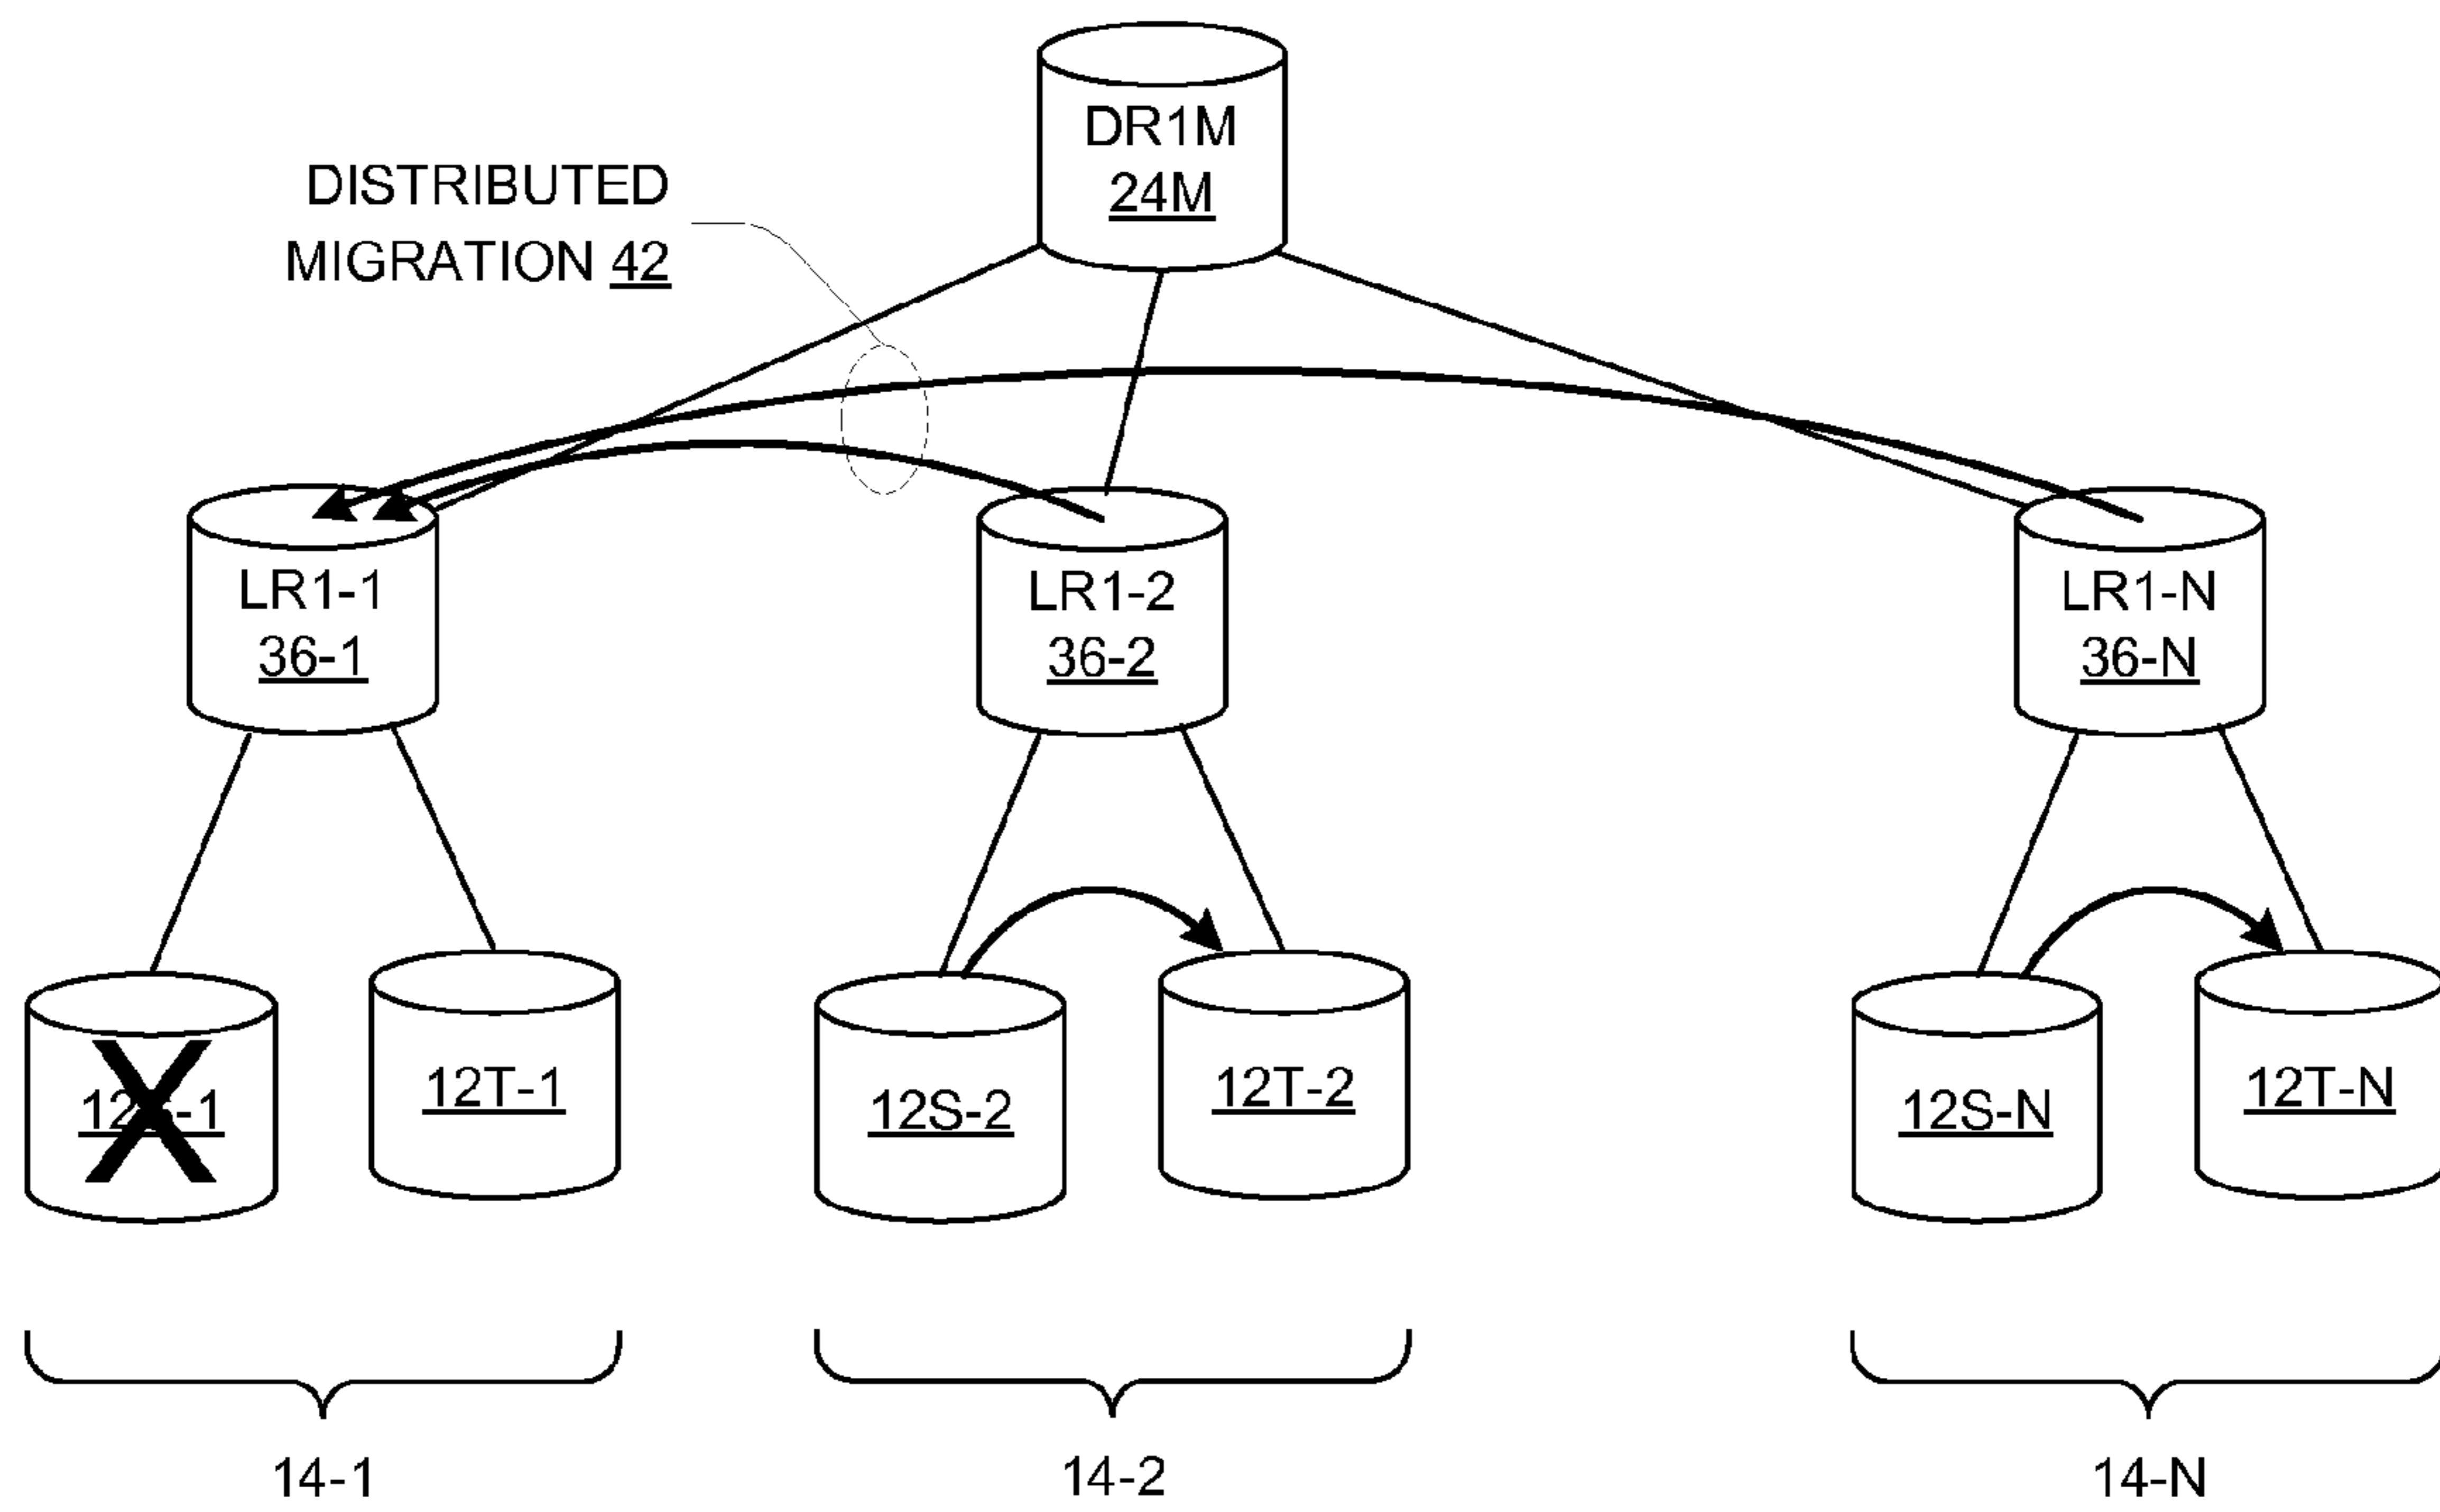 DR1M
24M
DISTRIBUTED
MIGRATION 42
LR1-1
36-1
LR1-2
36-2
LR1-N
36-N
12T-1
12S-2
12T-2
12S-N
12T-N
14-1
14-2
14-N